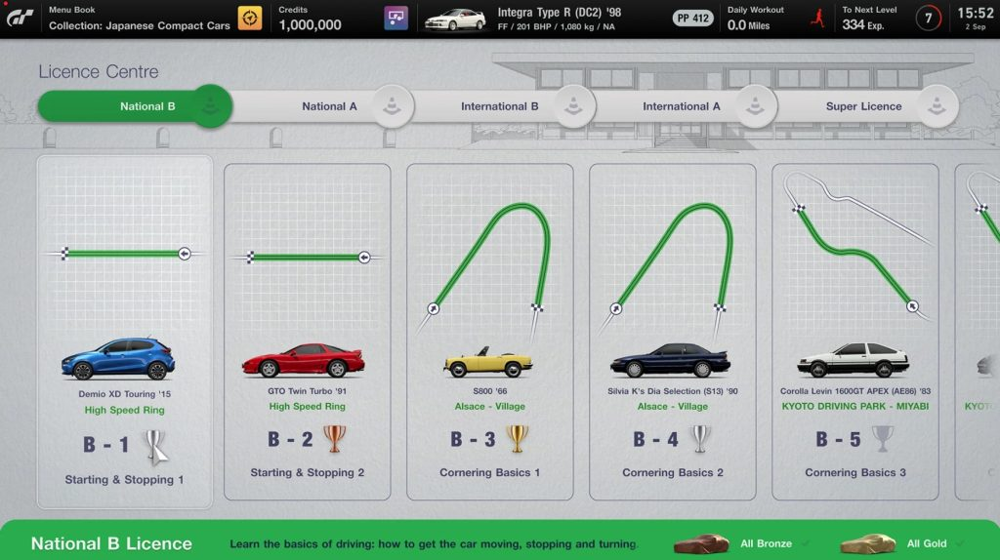 Menu Book
Collection: Japanese Compact Cars
Credits
1,000,000
Integra Type R (DC2) '98
FF / 201 BHP / 1,080 kg / NA
PP 412
Daily Workout
0.0 Miles
To Next Level
334 Exp.
7
15:52
2 Sep
Licence Centre
National B
National A
International B
International A
Super Licence
Demio XD Touring '15
High Speed Ring
B - 1
Starting & Stopping 1
GTO Twin Turbo '91
High Speed Ring
B - 2
Starting & Stopping 2
S800 '66
Alsace - Village
B - 3
Cornering Basics 1
Silvia K's Dia Selection (S13) '90
Alsace - Village
B - 4
Cornering Basics 2
Corolla Levin 1600GT APEX (AE86) '83
KYOTO DRIVING PARK - MIYABI
B - 5
Cornering Basics 3
KYOTO
National B Licence
Learn the basics of driving: how to get the car moving, stopping and turning.
All Bronze
All Gold